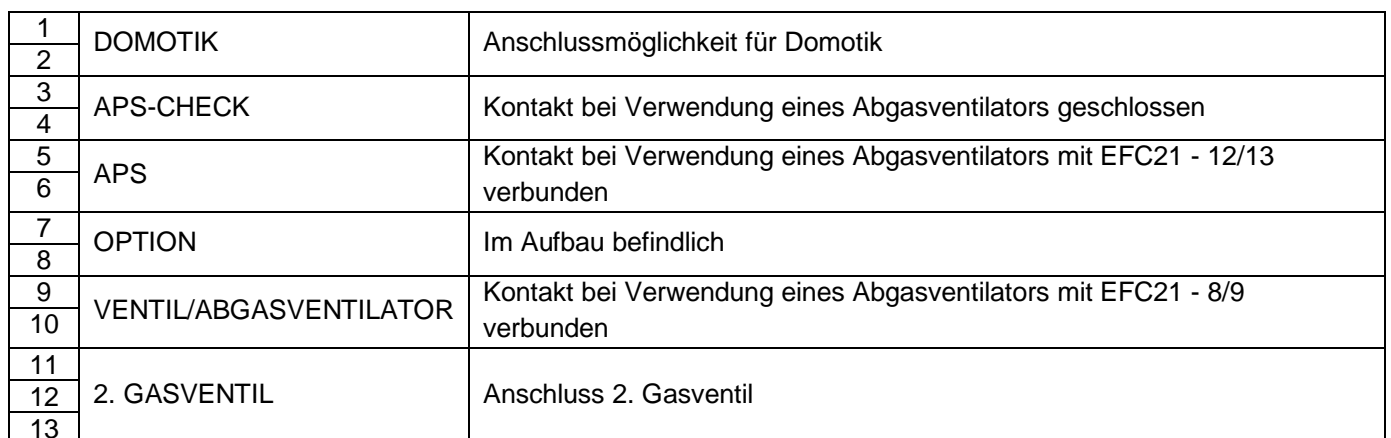 1
2
DOMOTIK
Anschlussmöglichkeit für Domotik
3
4
APS-CHECK
Kontakt bei Verwendung eines Abgasventilators geschlossen
5
6
APS
Kontakt bei Verwendung eines Abgasventilators mit EFC21 - 12/13
verbunden
7
8
OPTION
Im Aufbau befindlich
9
10
VENTIL/ABGASVENTILATOR
Kontakt bei Verwendung eines Abgasventilators mit EFC21 - 8/9
verbunden
11
12
13
2. GASVENTIL
Anschluss 2. Gasventil